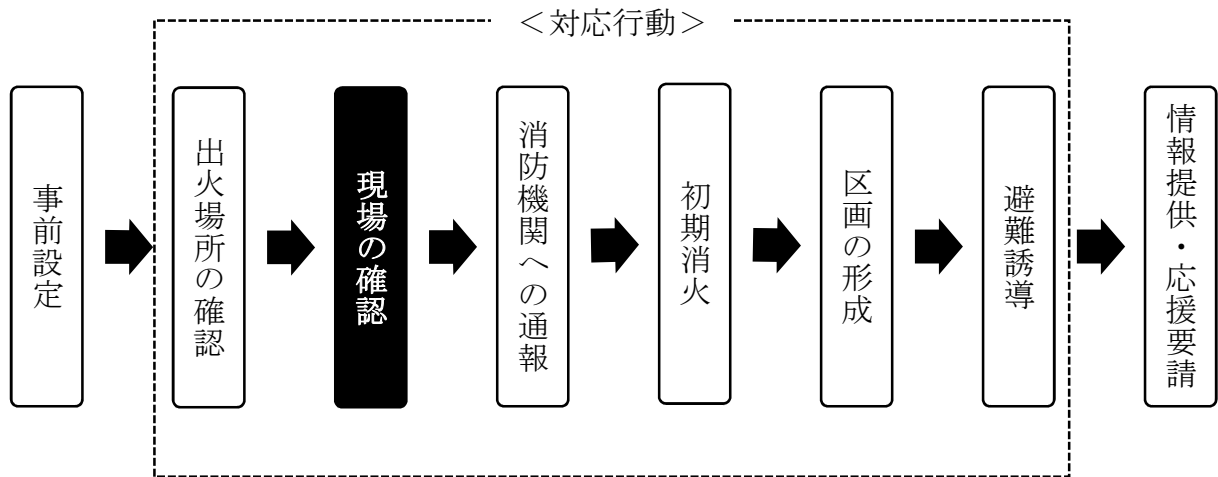 ＜対応行動＞
事前設定
出火場所の確認
現場の確認
消防機関への通報
初期消火
区画の形成
避難誘導
情報提供・応援要請